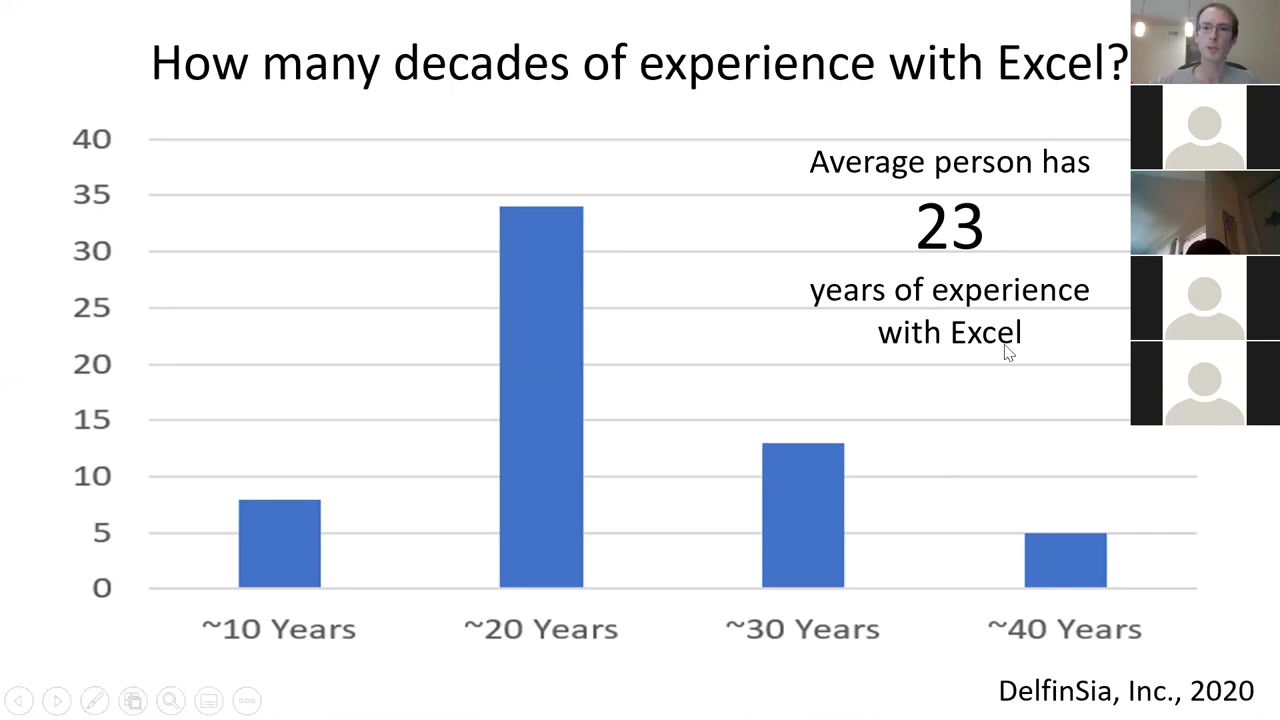 How many decades of experience with Excel?
40
35
30
25
20
15
10
5
0
Average person has
23
years of experience
with Excel
~10 Years
~20 Years
~30 Years
~40 Years
DelfinSia, Inc., 2020